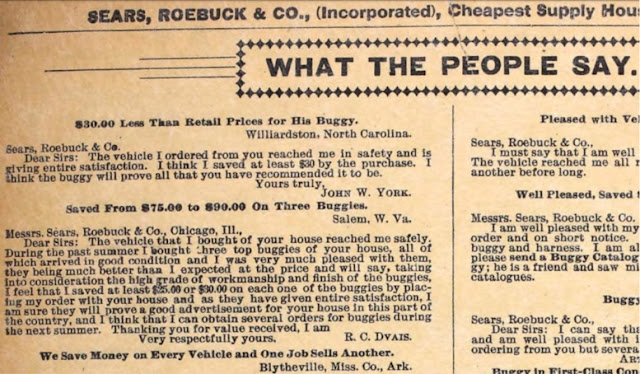 SEARS, ROEBUCK & CO., (Incorporated), Cheapest Supply Hou
WHAT THE PEOPLE SAY.
$30.00 Less Than Retail Prices for His Buggy.
Williardston, North Carolina.
Sears, Roebuck & Co.
Dear Sirs: The vehicle I ordered from you reached me in safety and is
giving entire satisfaction. I think I saved at least $30 by the purchase. I
think the buggy will prove all that you have recommended it to be.
Yours truly,
JOHN W. YORK.
Saved From $75.00 to $90.00 On Three Buggies.
Salem, W. Va.
Messrs. Sears, Roebuck & Co., Chicago, Ill.,
Dear Sirs: The vehicle that I bought of your house reached me safely.
During the past summer I bought three top buggies of your house, all of
which arrived in good condition and I was very much pleased with them,
they being much better than I expected at the price and will say, taking
into consideration the high grade of workmanship and finish of the buggies,
I feel that I saved at least $25.00 or $30.00 on each one of the buggies by plac-
ing my order with your house and as they have given entire satisfaction, I
am sure they will prove a good advertisement for your house in this part of
the country, and I think that I can obtain several orders for buggies during
the next summer. Thanking you for value received, I am
Very respectfully yours, R. C. DVAIS.
We Save Money on Every Vehicle and One Job Sells Another.
Blytheville, Miss. Co., Ark.
Pleased with Veh
Sears, Roebuck & Co.,
I must say that I am well
The vehicle reached me all r
another before long.
Well Pleased, Saved
Messrs. Sears, Roebuck & Co.
I am well pleased with my
order and on short notice.
buggy and harness. I am al
please send a Buggy Catalog
gy; he is a friend and saw m
catalogues.
Buggy
Sears, Roebuck & Co.,
Dear Sir: I can say tha
and am well pleased with i
ordering from you but severa
AR
Buggy in First-Class Con